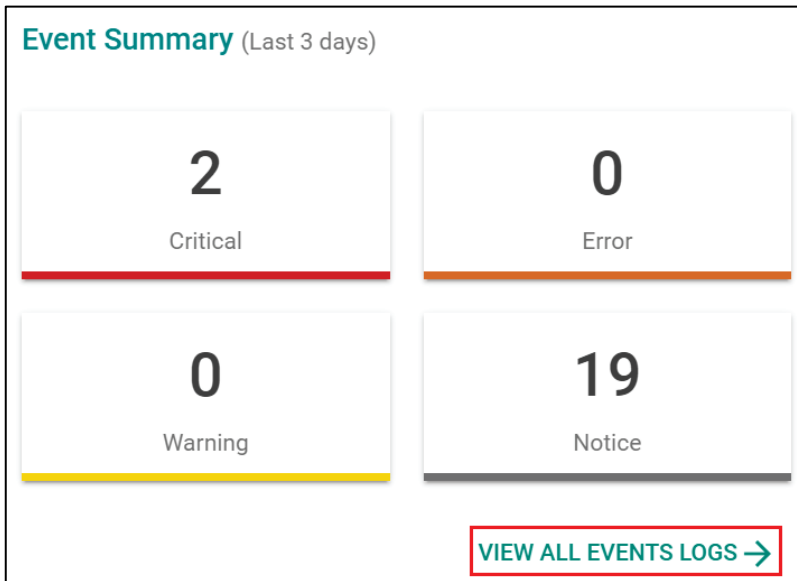 Event Summary (Last 3 days)
2
Critical
0
Error
0
Warning
19
Notice
VIEW ALL EVENTS LOGS →